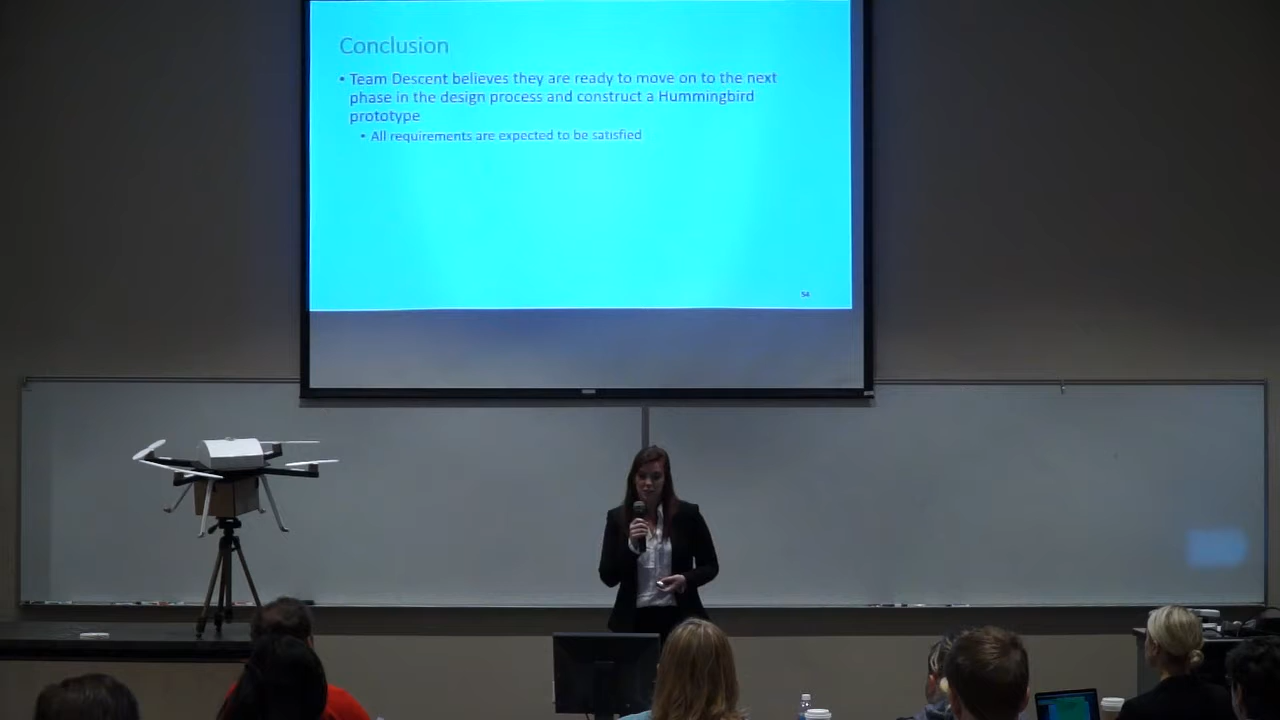 Conclusion
• Team Descent believes they are ready to move on to the next
phase in the design process and construct a Hummingbird
prototype
• All requirements are expected to be satisfied
54